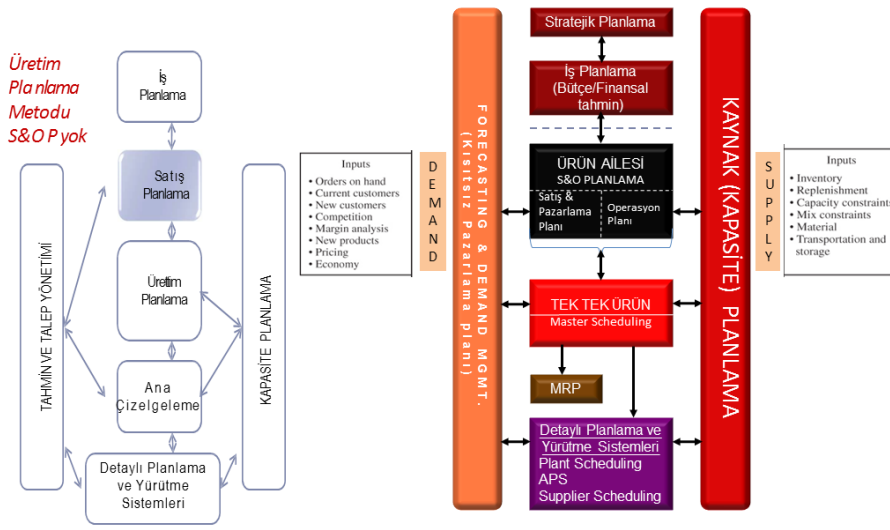 Üretim
Planlama
Metodu
S&O P yok
İş
Planlama
Satış
Planlama
Üretim
Planlama
Ana
Çizelgeleme
Detaylı Planlama
ve Yürütme
Sistemleri
TAHMİN VE TALEP YÖNETİMİ
KAPASİTE PLANLAMA
Inputs
• Orders on hand
• Current customers
• New customers
• Competition
• Margin analysis
• New products
• Pricing
• Economy
DEMAND
FORECASTING & DEMAND MGMT.
(Kısıtsız Pazarlama planı)
Stratejik Planlama
İş Planlama
(Bütçe/Finansal
tahmin)
ÜRÜN AİLESİ
S&O PLANLAMA
Satış &
Pazarlama
Planı
Operasyon
Planı
TEK TEK ÜRÜN
Master Scheduling
MRP
Detaylı Planlama ve
Yürütme Sistemleri
Plant Scheduling
APS
Supplier Scheduling
KAYNAK (KAPASİTE) PLANLAMA
SUPPLY
Inputs
• Inventory
• Replenishment
• Capacity constraints
• Mix constraints
• Material
• Transportation and
storage